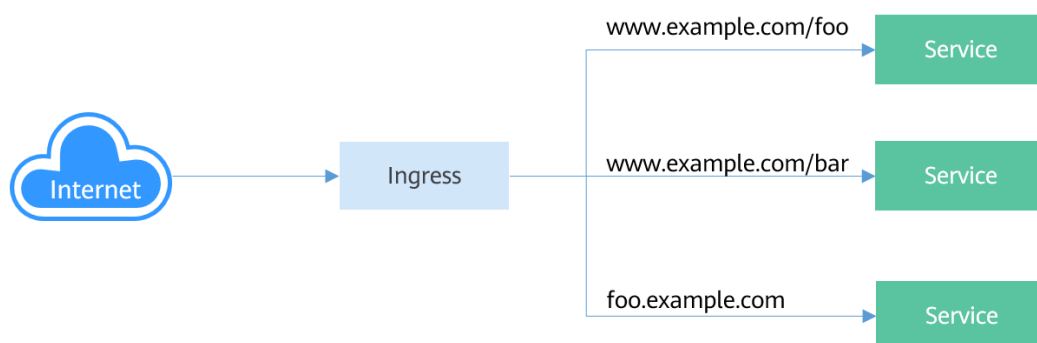 www.example.com/foo
Service
Internet
Ingress
www.example.com/bar
Service
foo.example.com
Service